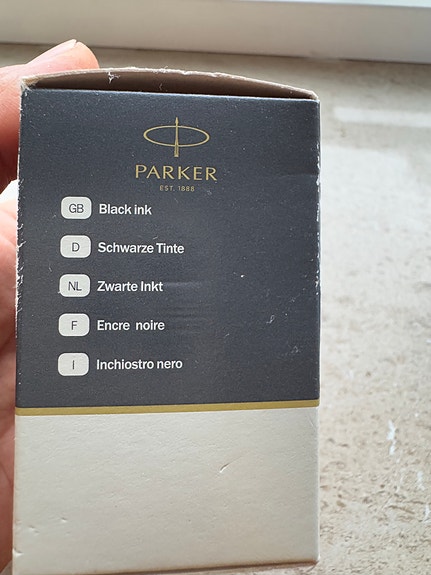 PARKER
EST. 1888
GB Black ink
D Schwarze Tinte
NL Zwarte Inkt
F Encre noire
I Inchiostro nero